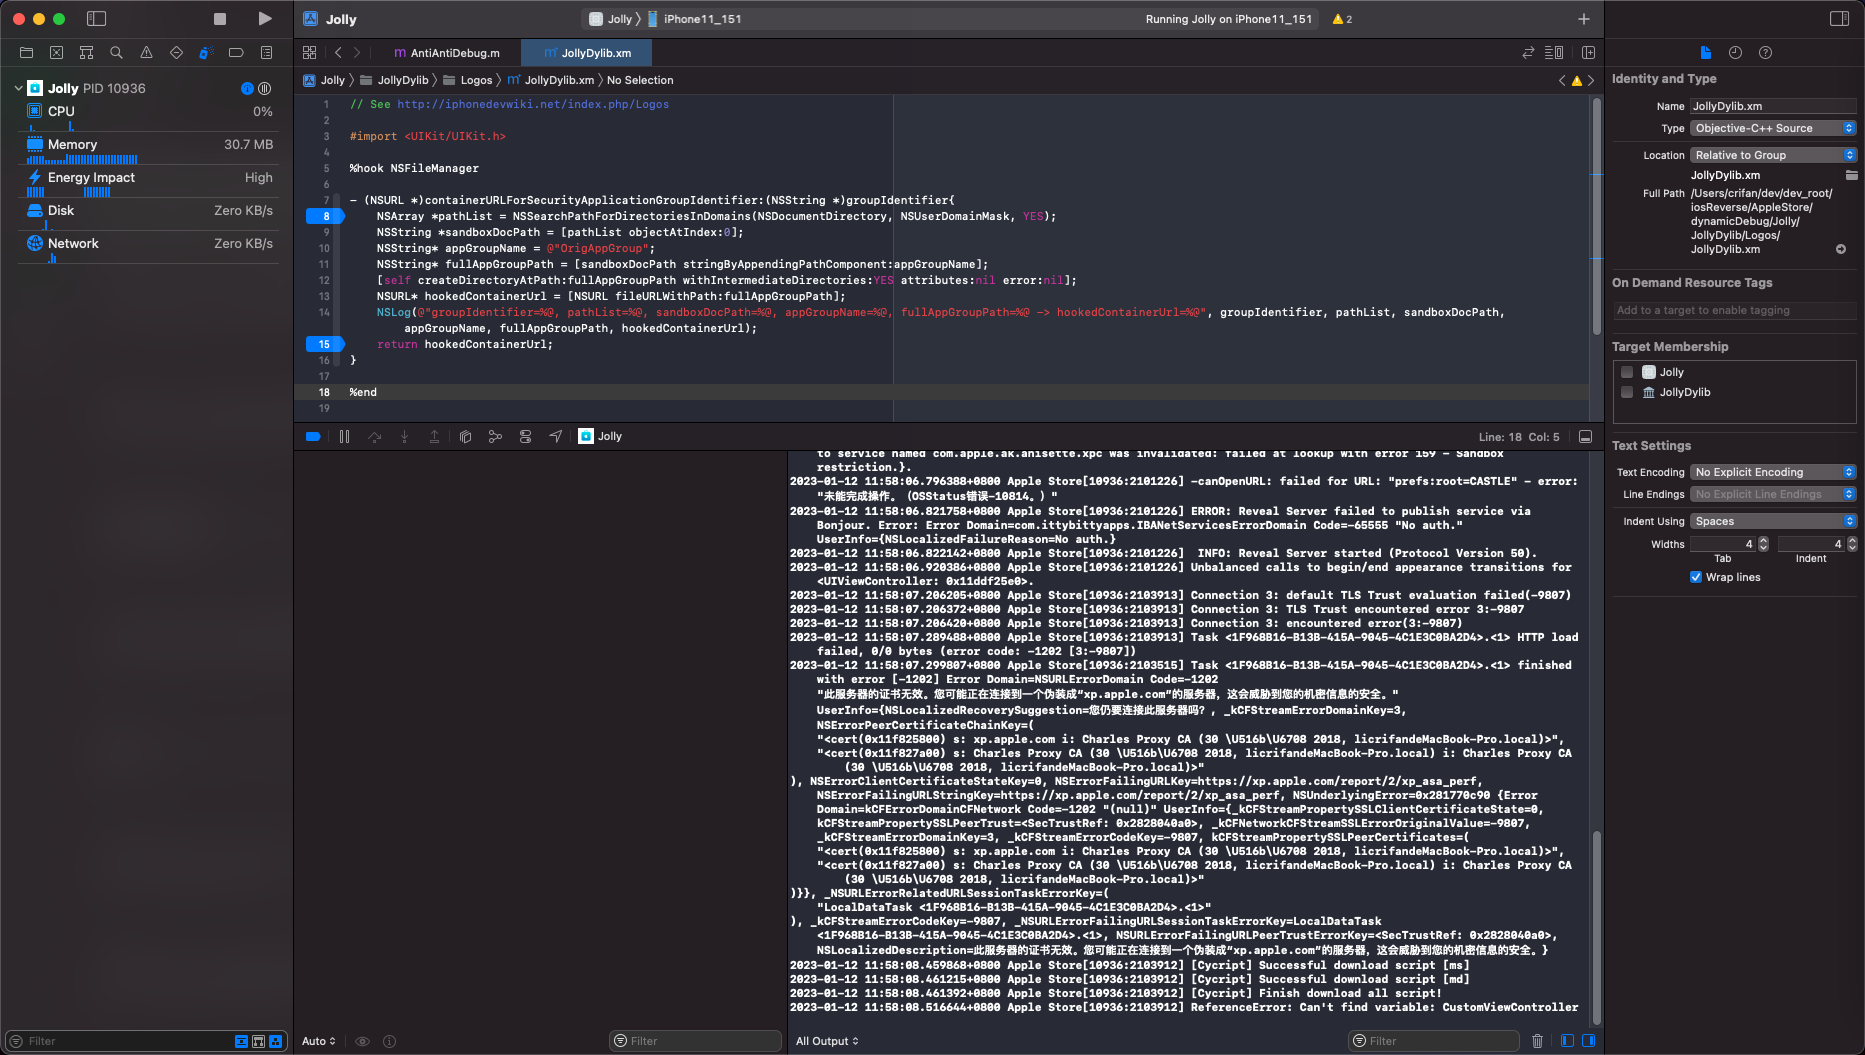 Jolly
Jolly
iPhone11_151
Running Jolly on iPhone11_151
2
AntiAntiDebug.m
JollyDylib.xm
Jolly PID 10936
CPU 0%
Memory 30.7 MB
Energy Impact High
Disk Zero KB/s
Network Zero KB/s
Filter
Jolly JollyDylib Logos JollyDylib.xm No Selection
1 // See http://iphonedevwiki.net/index.php/Logos
2
3 #import <UIKit/UIKit.h>
4
5 %hook NSFileManager
6
7 - (NSURL *)containerURLForSecurityApplicationGroupIdentifier:(NSString *)groupIdentifier{
8 NSArray *pathList = NSSearchPathForDirectoriesInDomains(NSDocumentDirectory, NSUserDomainMask, YES);
9 NSString *sandboxDocPath = [pathList objectAtIndex:0];
10 NSString* appGroupName = @"OrigAppGroup";
11 NSString* fullAppGroupPath = [sandboxDocPath stringByAppendingPathComponent:appGroupName];
12 [self createDirectoryAtPath:fullAppGroupPath withIntermediateDirectories:YES attributes:nil error:nil];
13 NSURL* hookedContainerUrl = [NSURL fileURLWithPath:fullAppGroupPath];
14 NSLog(@"groupIdentifier=%@, pathList=%@, sandboxDocPath=%@, appGroupName=%@, fullAppGroupPath=%@ -> hookedContainerUrl=%@", groupIdentifier, pathList, sandboxDocPath,
appGroupName, fullAppGroupPath, hookedContainerUrl);
15 return hookedContainerUrl;
16 }
17
18 %end
19
Jolly
Line: 18 Col: 5
to service named com.apple.ak.anisette.xpc was invalidated: failed at lookup with error 159 - Sandbox
restriction.}.
2023-01-12 11:58:06.796388+0800 Apple Store[10936:2101226] -canOpenURL: failed for URL: "prefs:root=CASTLE" - error:
"未能完成操作。（OSStatus错误-10814。）"
2023-01-12 11:58:06.821758+0800 Apple Store[10936:2101226] ERROR: Reveal Server failed to publish service via
Bonjour. Error: Error Domain=com.ittybittyapps.IBANetServicesErrorDomain Code=-65555 "No auth."
UserInfo={NSLocalizedFailureReason=No auth.}
2023-01-12 11:58:06.822142+0800 Apple Store[10936:2101226]  INFO: Reveal Server started (Protocol Version 50).
2023-01-12 11:58:06.920386+0800 Apple Store[10936:2101226] Unbalanced calls to begin/end appearance transitions for
<UIViewController: 0x11ddf25e0>.
2023-01-12 11:58:07.206205+0800 Apple Store[10936:2103913] Connection 3: default TLS Trust evaluation failed(-9807)
2023-01-12 11:58:07.206372+0800 Apple Store[10936:2103913] Connection 3: TLS Trust encountered error 3:-9807
2023-01-12 11:58:07.206420+0800 Apple Store[10936:2103913] Connection 3: encountered error(3:-9807)
2023-01-12 11:58:07.289488+0800 Apple Store[10936:2103913] Task <1F968B16-B13B-415A-9045-4C1E3C0BA2D4>.<1> HTTP load
failed, 0/0 bytes (error code: -1202 [3:-9807])
2023-01-12 11:58:07.299807+0800 Apple Store[10936:2103515] Task <1F968B16-B13B-415A-9045-4C1E3C0BA2D4>.<1> finished
with error [-1202] Error Domain=NSURLErrorDomain Code=-1202
"此服务器的证书无效。您可能正在连接到一个伪装成“xp.apple.com”的服务器，这会威胁到您的机密信息的安全。"
UserInfo={NSLocalizedRecoverySuggestion=您仍要连接此服务器吗？, _kCFStreamErrorDomainKey=3,
NSErrorPeerCertificateChainKey=(
"<cert(0x11f825800) s: xp.apple.com i: Charles Proxy CA (30 \U516b\U6708 2018, licrifandeMacBook-Pro.local)>",
"<cert(0x11f827a00) s: Charles Proxy CA (30 \U516b\U6708 2018, licrifandeMacBook-Pro.local) i: Charles Proxy CA
(30 \U516b\U6708 2018, licrifandeMacBook-Pro.local)>"
), NSErrorClientCertificateStateKey=0, NSErrorFailingURLKey=https://xp.apple.com/report/2/xp_asa_perf,
NSErrorFailingURLStringKey=https://xp.apple.com/report/2/xp_asa_perf, NSUnderlyingError=0x281770c90 {Error
Domain=kCFErrorDomainCFNetwork Code=-1202 "(null)" UserInfo={_kCFStreamPropertySSLClientCertificateState=0,
kCFStreamPropertySSLPeerTrust=<SecTrustRef: 0x2828040a0>, _kCFNetworkCFStreamSSLErrorOriginalValue=-9807,
_kCFStreamErrorDomainKey=3, _kCFStreamErrorCodeKey=-9807, kCFStreamPropertySSLPeerCertificates=(
"<cert(0x11f825800) s: xp.apple.com i: Charles Proxy CA (30 \U516b\U6708 2018, licrifandeMacBook-Pro.local)>",
"<cert(0x11f827a00) s: Charles Proxy CA (30 \U516b\U6708 2018, licrifandeMacBook-Pro.local) i: Charles Proxy CA
(30 \U516b\U6708 2018, licrifandeMacBook-Pro.local)>"
)}}, _NSURLErrorRelatedURLSessionTaskErrorKey=(
"LocalDataTask <1F968B16-B13B-415A-9045-4C1E3C0BA2D4>.<1>"
), _kCFStreamErrorCodeKey=-9807, _NSURLErrorFailingURLSessionTaskErrorKey=LocalDataTask
<1F968B16-B13B-415A-9045-4C1E3C0BA2D4>.<1>, NSURLErrorFailingURLPeerTrustErrorKey=<SecTrustRef: 0x2828040a0>,
NSLocalizedDescription=此服务器的证书无效。您可能正在连接到一个伪装成“xp.apple.com”的服务器，这会威胁到您的机密信息的安全。}
2023-01-12 11:58:08.459868+0800 Apple Store[10936:2103912] [Cycript] Successful download script [ms]
2023-01-12 11:58:08.461215+0800 Apple Store[10936:2103912] [Cycript] Successful download script [md]
2023-01-12 11:58:08.461392+0800 Apple Store[10936:2103912] [Cycript] Finish download all script!
2023-01-12 11:58:08.516644+0800 Apple Store[10936:2103912] ReferenceError: Can't find variable: CustomViewController
Auto
Filter
All Output
Filter
Identity and Type
Name JollyDylib.xm
Type Objective-C++ Source
Location Relative to Group
JollyDylib.xm
Full Path /Users/crifan/dev/dev_root/
iosReverse/AppleStore/
dynamicDebug/Jolly/
JollyDylib/Logos/
JollyDylib.xm
On Demand Resource Tags
Add to a target to enable tagging
Target Membership
Jolly
JollyDylib
Text Settings
Text Encoding No Explicit Encoding
Line Endings No Explicit Line Endings
Indent Using Spaces
Widths 4 4
Tab Indent
Wrap lines